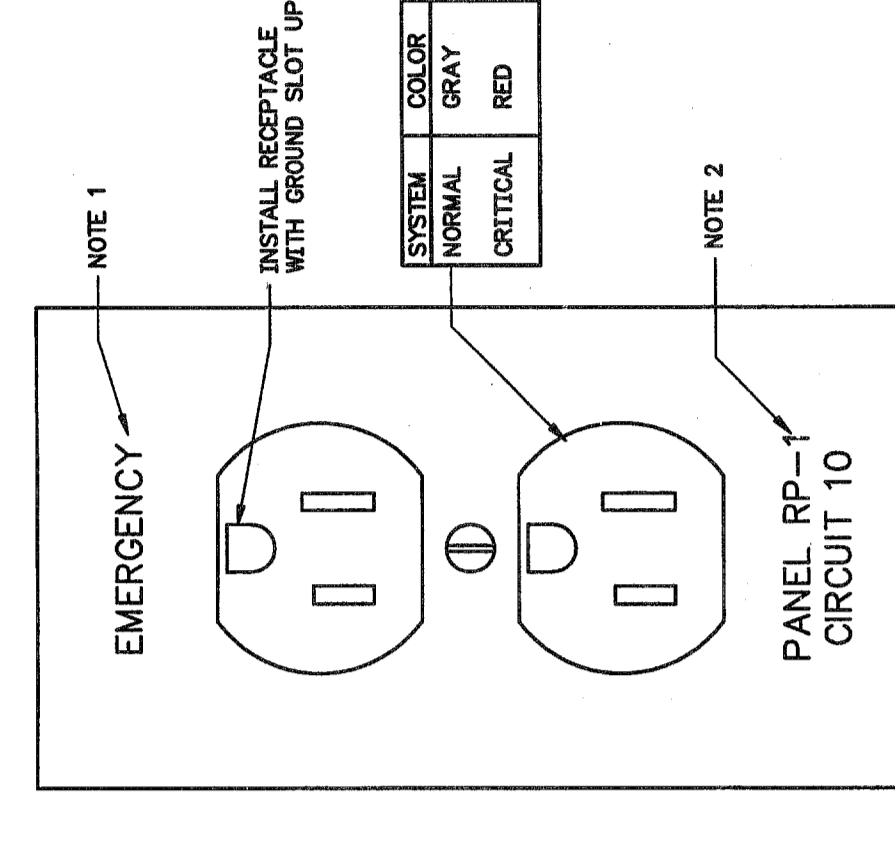 NOTE 1
EMERGENCY
INSTALL RECEPTACLE
WITH GROUND SLOT UP
SYSTEM COLOR
NORMAL GRAY
CRITICAL RED
NOTE 2
PANEL RP-1
CIRCUIT 10